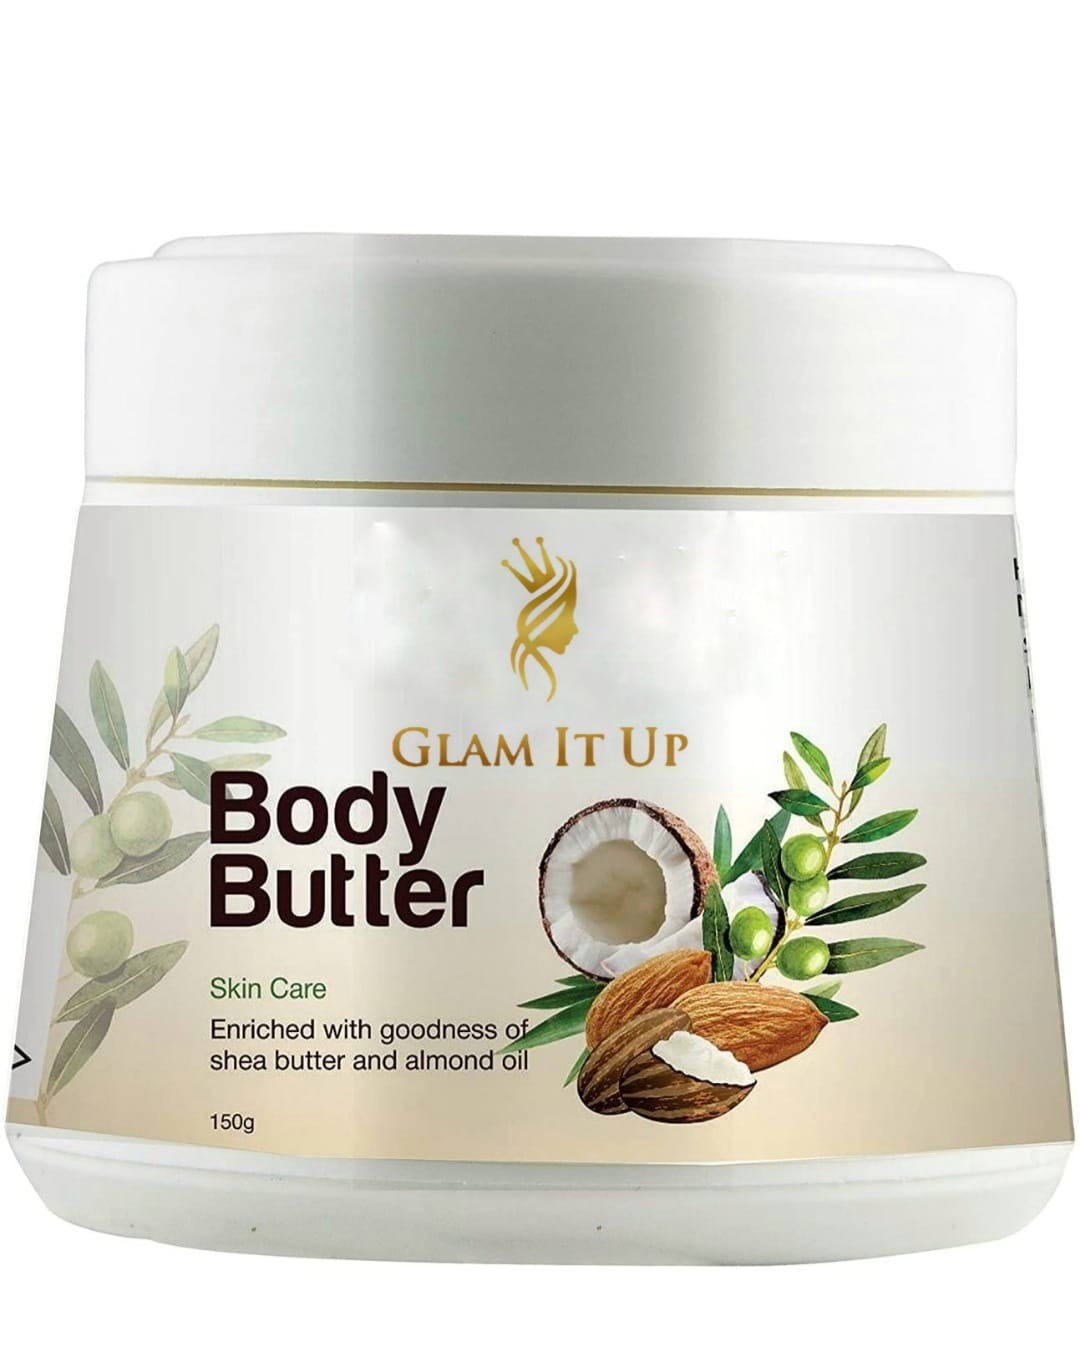 GLAM IT UP
Body
Butter
Skin Care
Enriched with goodness of
shea butter and almond oil
150g